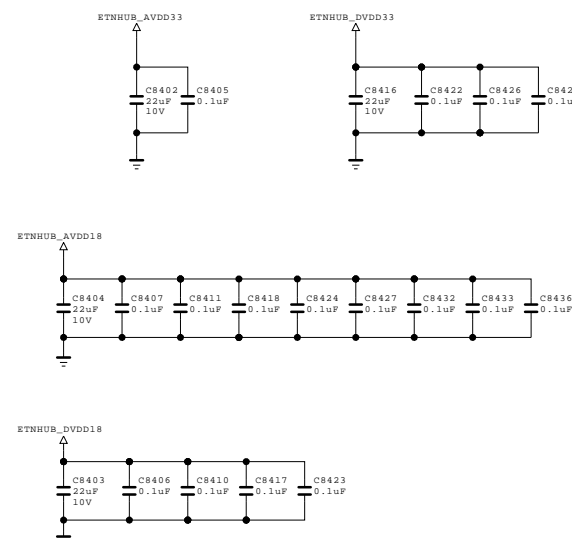 ETNHUB_AVDD33
C8402
22uF
10V
C8405
0.1uF
ETNHUB_DVDD33
C8416
22uF
10V
C8422
0.1uF
C8426
0.1uF
C842
0.1u
ETNHUB_AVDD18
C8404
22uF
10V
C8407
0.1uF
C8411
0.1uF
C8418
0.1uF
C8424
0.1uF
C8427
0.1uF
C8432
0.1uF
C8433
0.1uF
C8436
0.1uF
ETNHUB_DVDD18
C8403
22uF
10V
C8406
0.1uF
C8410
0.1uF
C8417
0.1uF
C8423
0.1uF